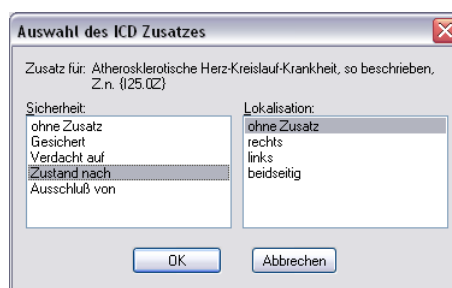 Auswahl des ICD Zusatzes
Zusatz für: Atherosklerotische Herz-Kreislauf-Krankheit, so beschrieben,
Z.n. {I25.0Z}
Sicherheit:
ohne Zusatz
Gesichert
Verdacht auf
Zustand nach
Ausschluß von
Lokalisation:
ohne Zusatz
rechts
links
beidseitig
OK
Abbrechen